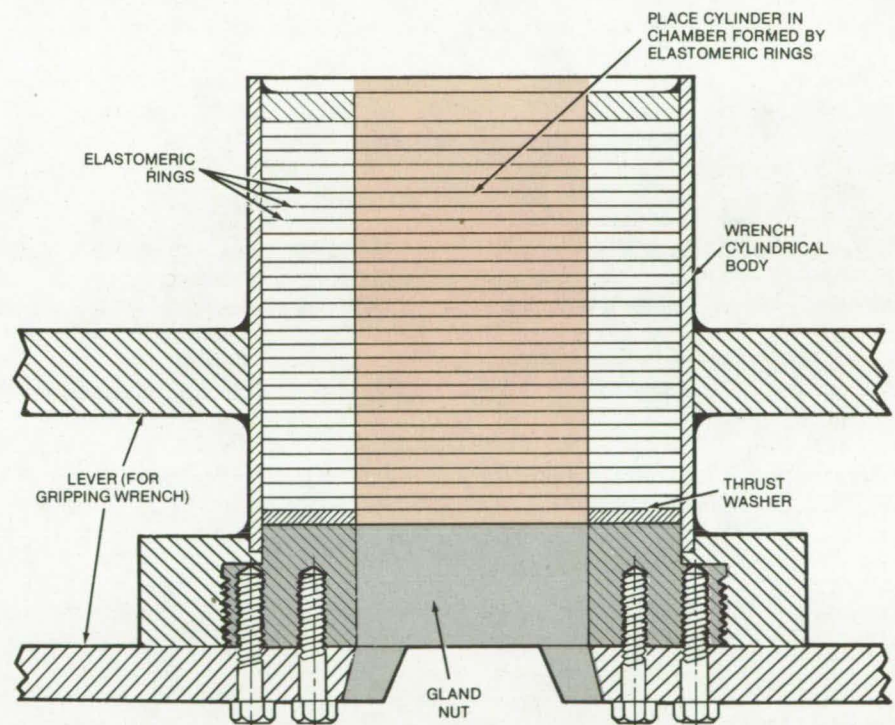 PLACE CYLINDER IN
CHAMBER FORMED BY
ELASTOMERIC RINGS
ELASTOMERIC
RINGS
WRENCH
CYLINDRICAL
BODY
LEVER (FOR
GRIPPING WRENCH)
THRUST
WASHER
GLAND
NUT